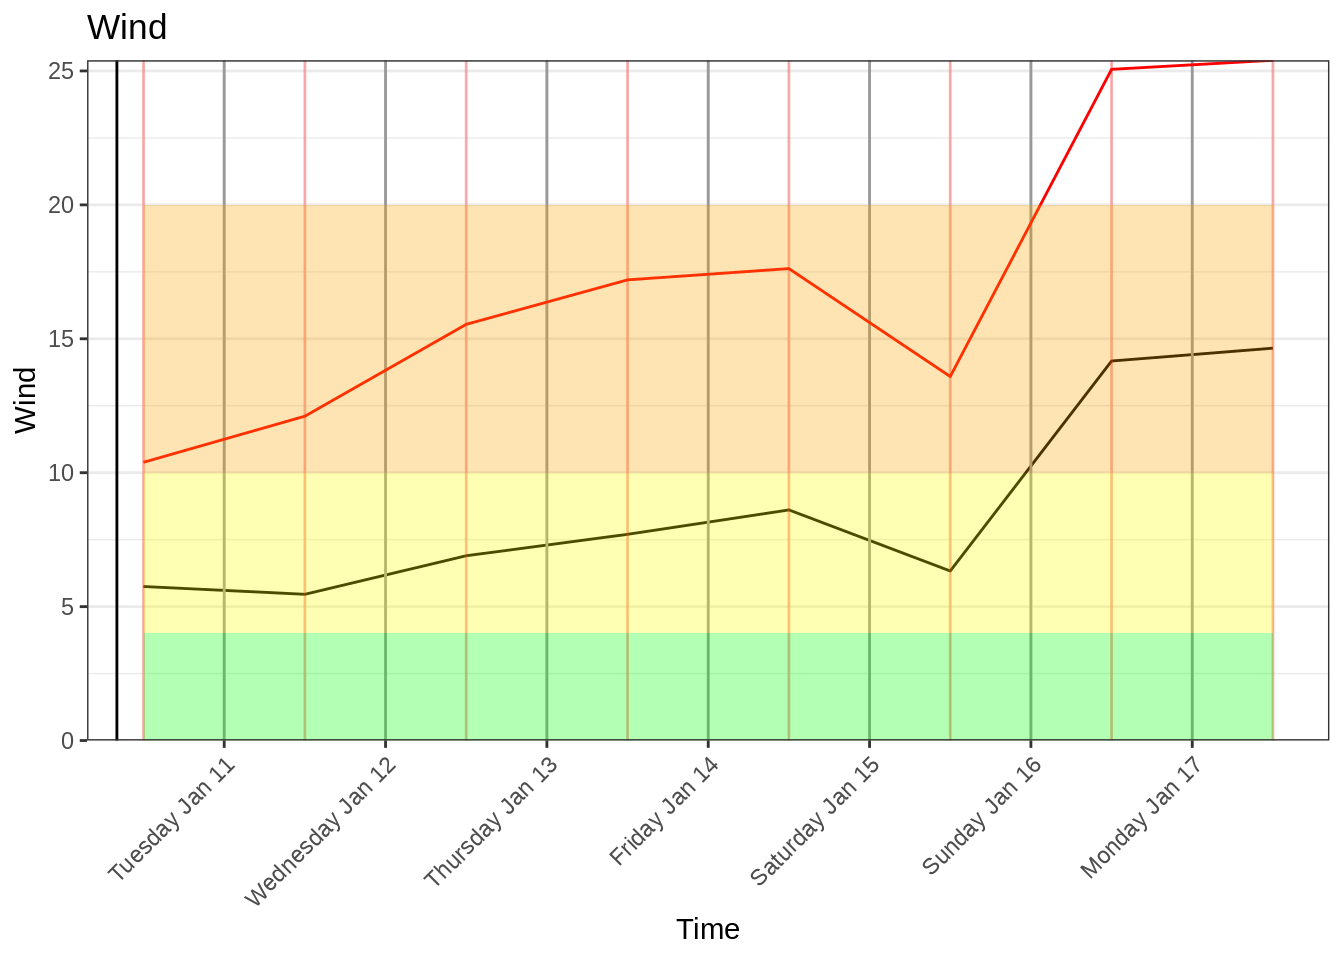 Wind
25
20
15
10
5
0
Wind
Tuesday Jan 11
Wednesday Jan 12
Thursday Jan 13
Friday Jan 14
Saturday Jan 15
Sunday Jan 16
Monday Jan 17
Time